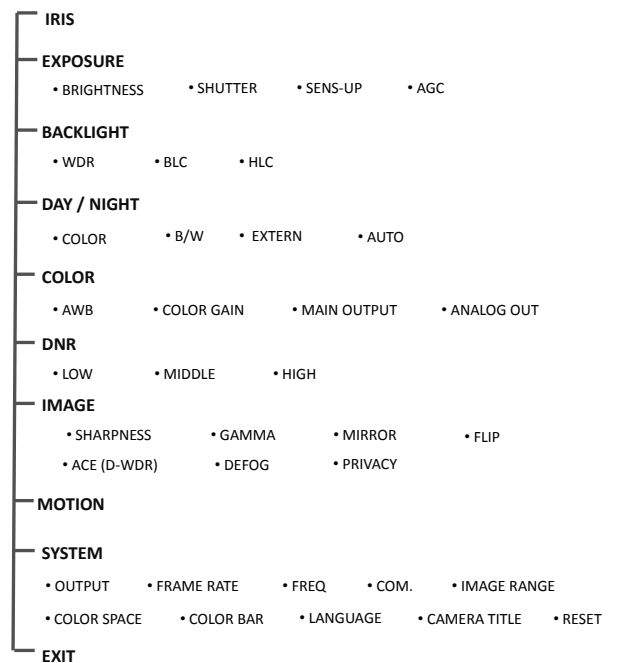 IRIS
EXPOSURE
• BRIGHTNESS • SHUTTER • SENS-UP • AGC
BACKLIGHT
• WDR • BLC • HLC
DAY / NIGHT
• COLOR • B/W • EXTERN • AUTO
COLOR
• AWB • COLOR GAIN • MAIN OUTPUT • ANALOG OUT
DNR
• LOW • MIDDLE • HIGH
IMAGE
• SHARPNESS • GAMMA • MIRROR • FLIP
• ACE (D-WDR) • DEFOG • PRIVACY
MOTION
SYSTEM
• OUTPUT • FRAME RATE • FREQ • COM. • IMAGE RANGE
• COLOR SPACE • COLOR BAR • LANGUAGE • CAMERA TITLE • RESET
EXIT